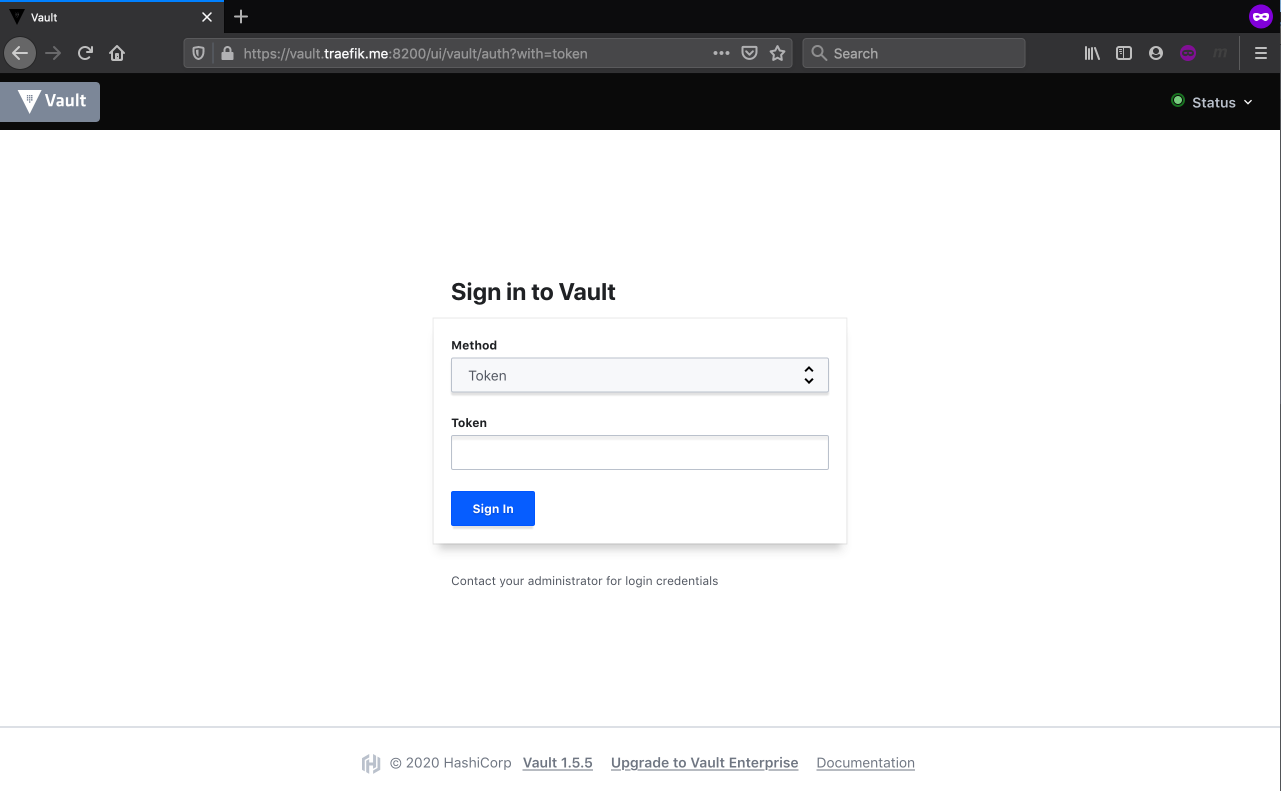 Vault
https://vault.traefik.me:8200/ui/vault/auth?with=token
Search
Vault
Status
Sign in to Vault
Method
Token
Token
Sign In
Contact your administrator for login credentials
© 2020 HashiCorp Vault 1.5.5 Upgrade to Vault Enterprise Documentation